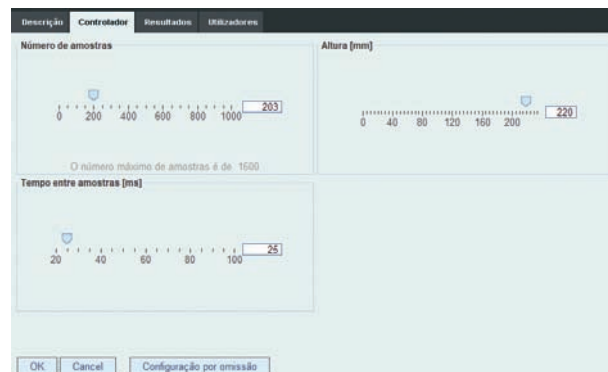 Descrição Controlador Resultados Utilizadores
Número de amostras
203
0 200 400 600 800 1000
O número máximo de amostras é de 1600
Altura [mm]
220
0 40 80 120 160 200
Tempo entre amostras [ms]
25
20 40 60 80 100
OK Cancel Configuração por omissão